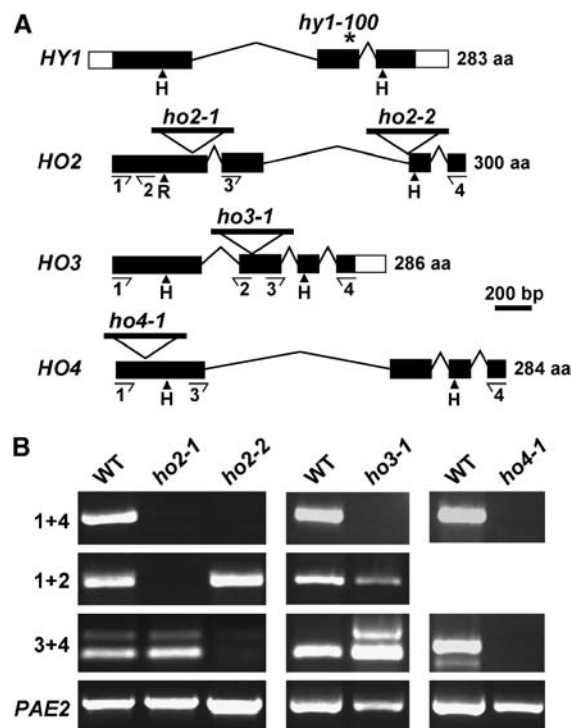 A
hy1-100
*
HY1
283 aa
H H
ho2-1 ho2-2
HO2
300 aa
1 2 R 3 H 4
ho3-1
HO3
286 aa
1 H 2 3 H 4
200 bp
ho4-1
HO4
284 aa
1 H 3 H 4
B
WT ho2-1 ho2-2 WT ho3-1 WT ho4-1
1+4
1+2
3+4
PAE2